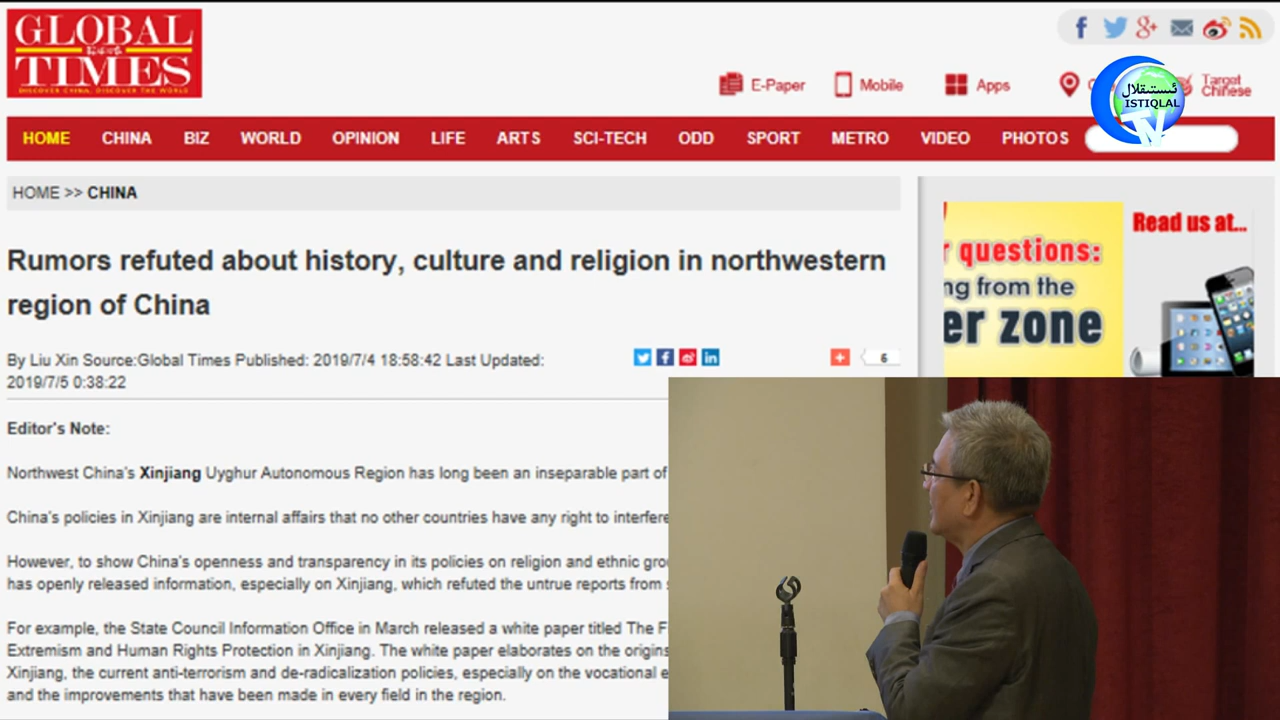 GLOBAL
TIMES
DISCOVER CHINA, DISCOVER THE WORLD
E-Paper
Mobile
Apps
Target
Chinese
ئىستىقلال
ISTIQLAL
TV
HOME CHINA BIZ WORLD OPINION LIFE ARTS SCI-TECH ODD SPORT METRO VIDEO PHOTOS
HOME >> CHINA
Rumors refuted about history, culture and religion in northwestern
region of China
By Liu Xin Source:Global Times Published: 2019/7/4 18:58:42 Last Updated:
2019/7/5 0:38:22
6
questions:
ng from the
er zone
Read us at...
Editor's Note:
Northwest China's Xinjiang Uyghur Autonomous Region has long been an inseparable part of
China's policies in Xinjiang are internal affairs that no other countries have any right to interfere
However, to show China's openness and transparency in its policies on religion and ethnic gro
has openly released information, especially on Xinjiang, which refuted the untrue reports from
For example, the State Council Information Office in March released a white paper titled The F
Extremism and Human Rights Protection in Xinjiang. The white paper elaborates on the origins
Xinjiang, the current anti-terrorism and de-radicalization policies, especially on the vocational e
and the improvements that have been made in every field in the region.